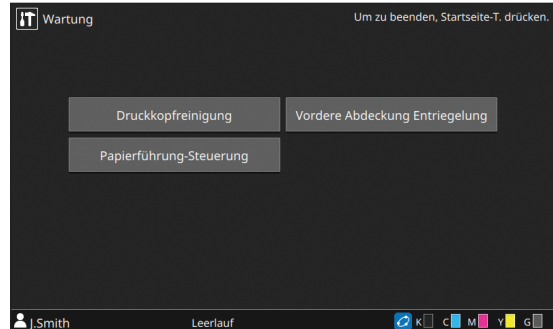 Wartung
Um zu beenden, Startseite-T. drücken.
Druckkopfreinigung
Vordere Abdeckung Entriegelung
Papierführung-Steuerung
J.Smith
Leerlauf
K C M Y G